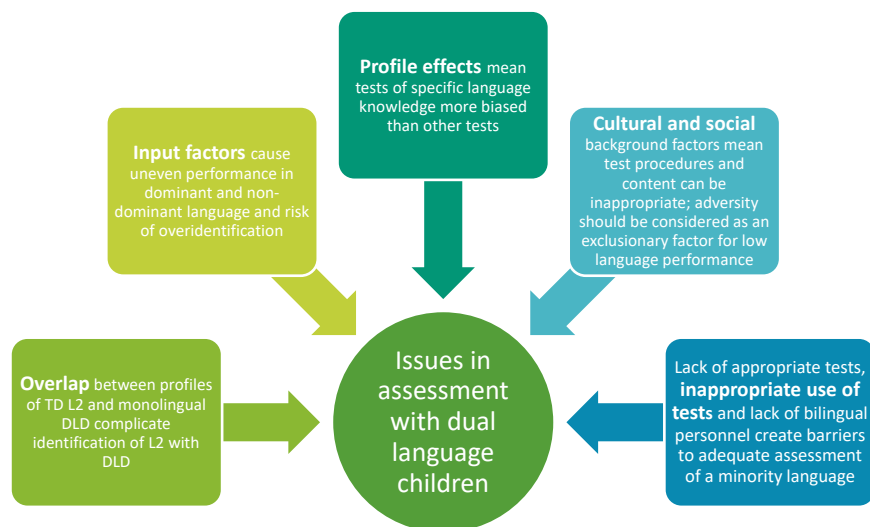 Profile effects mean
tests of specific language
knowledge more biased
than other tests
Input factors cause
uneven performance in
dominant and non-
dominant language and risk
of overidentification
Cultural and social
background factors mean
test procedures and
content can be
inappropriate; adversity
should be considered as an
exclusionary factor for low
language performance
Overlap between profiles
of TD L2 and monolingual
DLD complicate
identification of L2 with
DLD
Issues in
assessment
with dual
language
children
Lack of appropriate tests,
inappropriate use of
tests and lack of bilingual
personnel create barriers
to adequate assessment
of a minority language